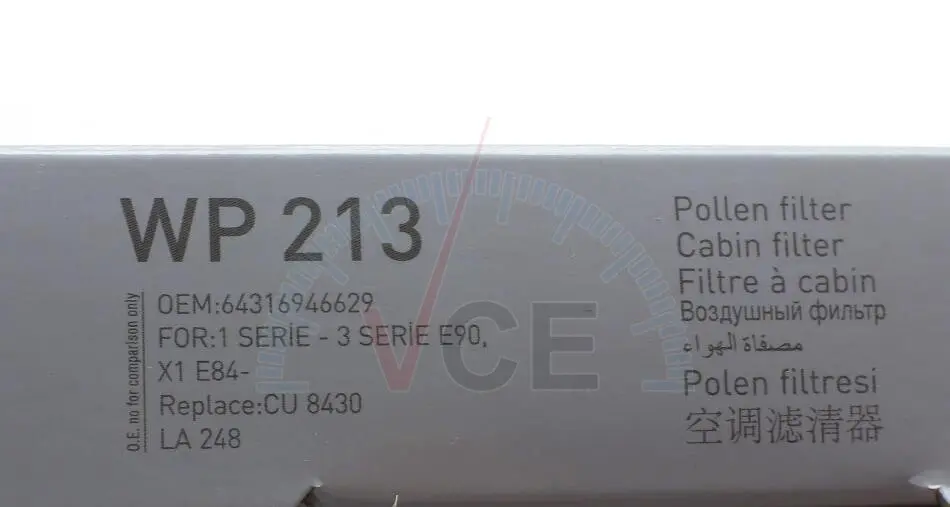 WP 213
O.E. no for comparison only
OEM:64316946629
FOR:1 SERİE - 3 SERİE E90,
X1 E84-
Replace:CU 8430
LA 248
Pollen filter
Cabin filter
Filtre à cabin
Воздушный фильтр
مصفاة الهواء
Polen filtresi
空调滤清器
VCE